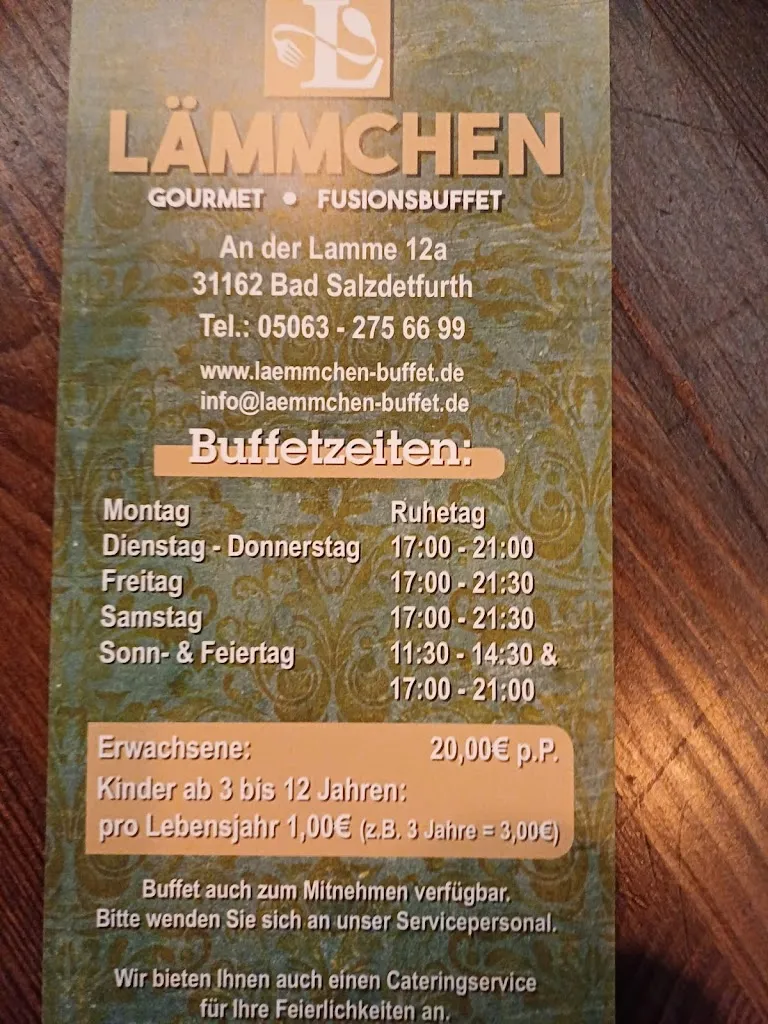 L
LÄMMCHEN
GOURMET • FUSIONSBUFFET
An der Lamme 12a
31162 Bad Salzdetfurth
Tel.: 05063 - 275 66 99
www.laemmchen-buffet.de
info@laemmchen-buffet.de
Buffetzeiten:
Montag Ruhetag
Dienstag - Donnerstag 17:00 - 21:00
Freitag 17:00 - 21:30
Samstag 17:00 - 21:30
Sonn- & Feiertag 11:30 - 14:30 &
17:00 - 21:00
Erwachsene: 20,00€ p.P.
Kinder ab 3 bis 12 Jahren:
pro Lebensjahr 1,00€ (z.B. 3 Jahre = 3,00€)
Buffet auch zum Mitnehmen verfügbar.
Bitte wenden Sie sich an unser Servicepersonal.
Wir bieten Ihnen auch einen Cateringservice
für Ihre Feierlichkeiten an.